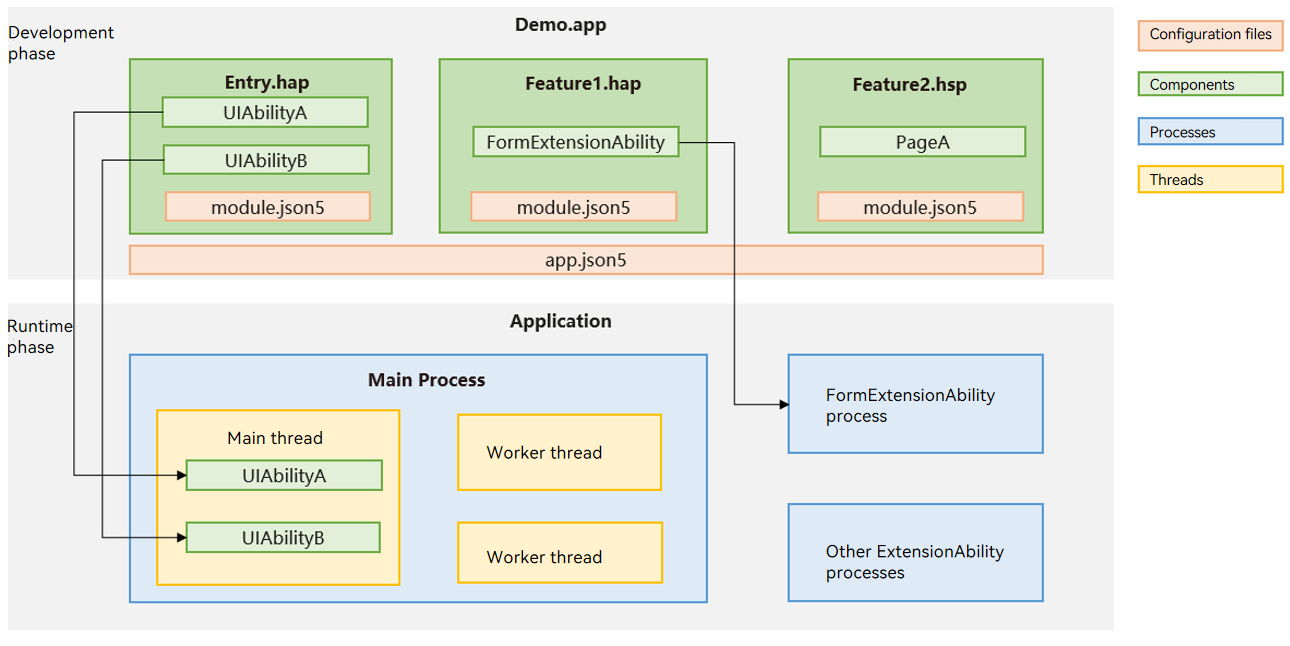 Demo.app
Development
phase
Entry.hap
UIAbilityA
UIAbilityB
module.json5
Feature1.hap
FormExtensionAbility
module.json5
Feature2.hsp
PageA
module.json5
app.json5
Configuration files
Components
Processes
Threads
Runtime
phase
Application
Main Process
Main thread
UIAbilityA
UIAbilityB
Worker thread
Worker thread
FormExtensionAbility
process
Other ExtensionAbility
processes